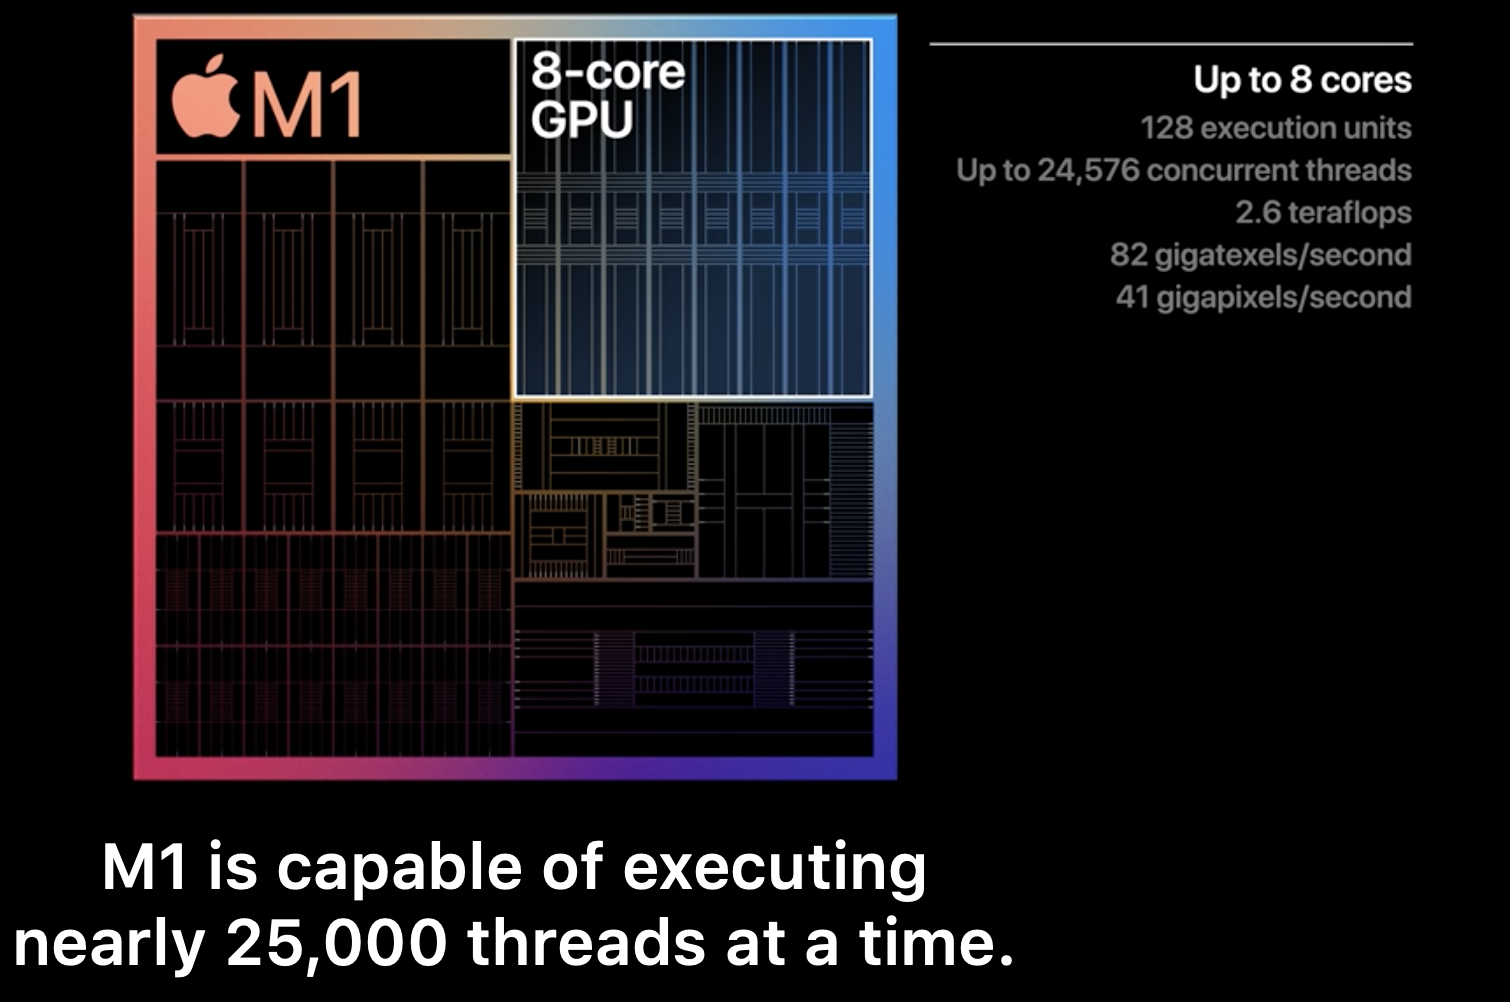 M1
8-core
GPU
Up to 8 cores
128 execution units
Up to 24,576 concurrent threads
2.6 teraflops
82 gigatexels/second
41 gigapixels/second
M1 is capable of executing
nearly 25,000 threads at a time.